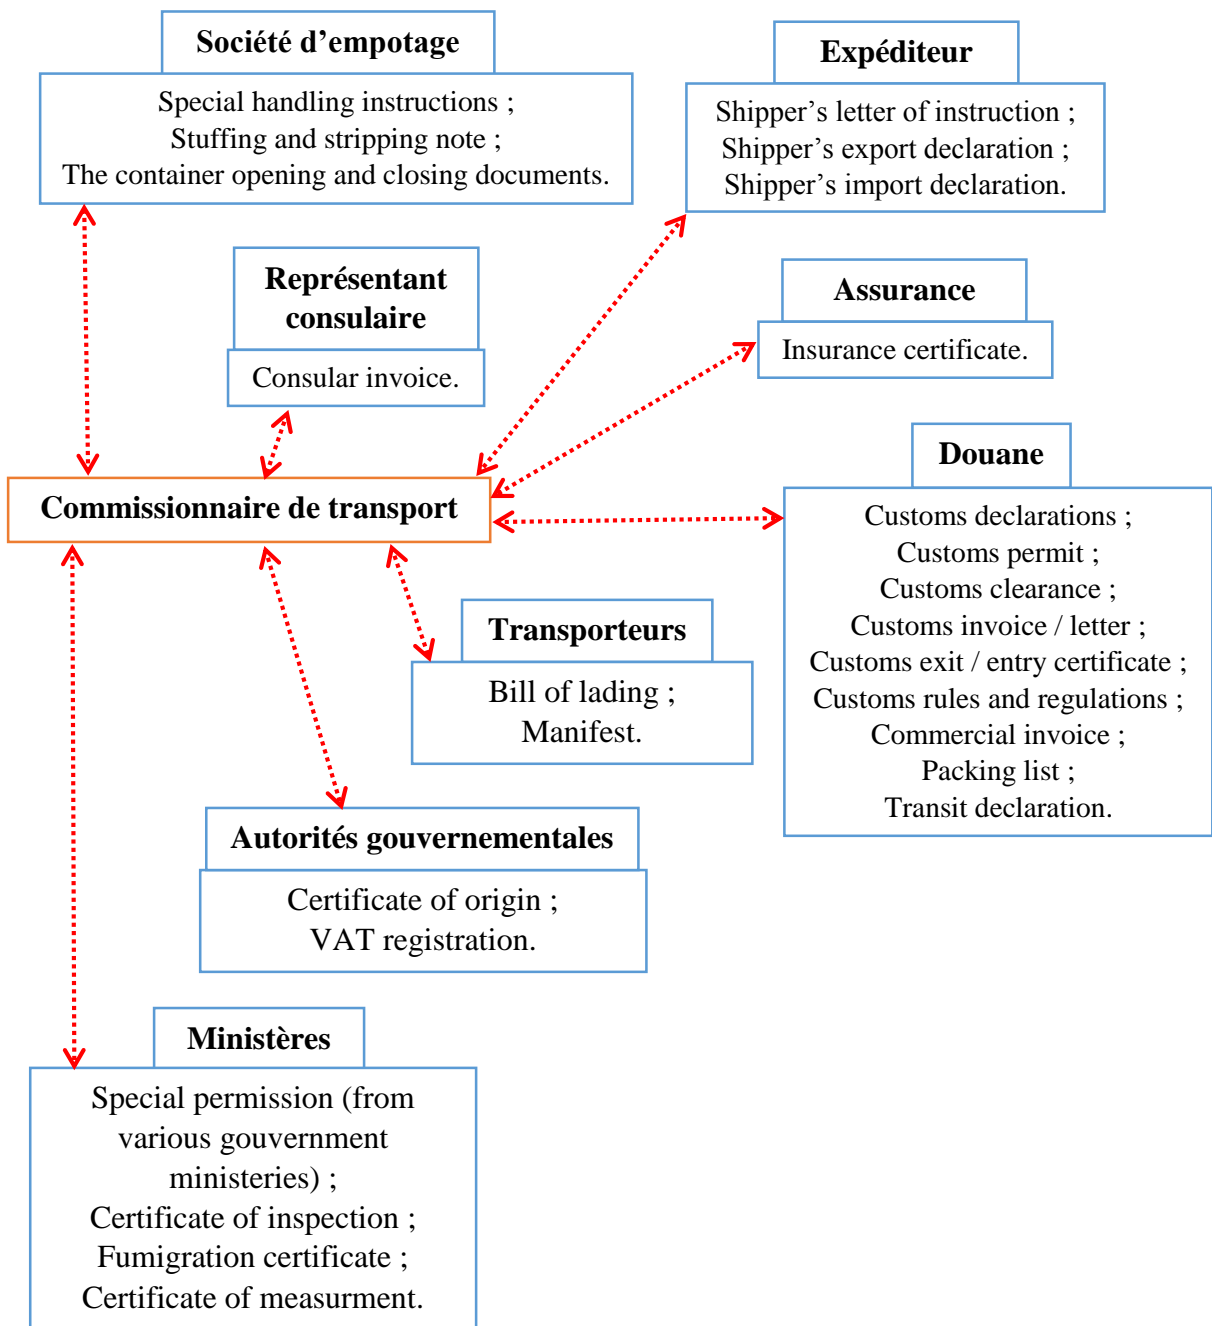 Société d’empotage
Special handling instructions ;
Stuffing and stripping note ;
The container opening and closing documents.
Expéditeur
Shipper’s letter of instruction ;
Shipper’s export declaration ;
Shipper’s import declaration.
Représentant
consulaire
Consular invoice.
Assurance
Insurance certificate.
Commissionnaire de transport
Douane
Customs declarations ;
Customs permit ;
Customs clearance ;
Customs invoice / letter ;
Customs exit / entry certificate ;
Customs rules and regulations ;
Commercial invoice ;
Packing list ;
Transit declaration.
Transporteurs
Bill of lading ;
Manifest.
Autorités gouvernementales
Certificate of origin ;
VAT registration.
Ministères
Special permission (from
various gouvernment
ministeries) ;
Certificate of inspection ;
Fumigration certificate ;
Certificate of measurment.